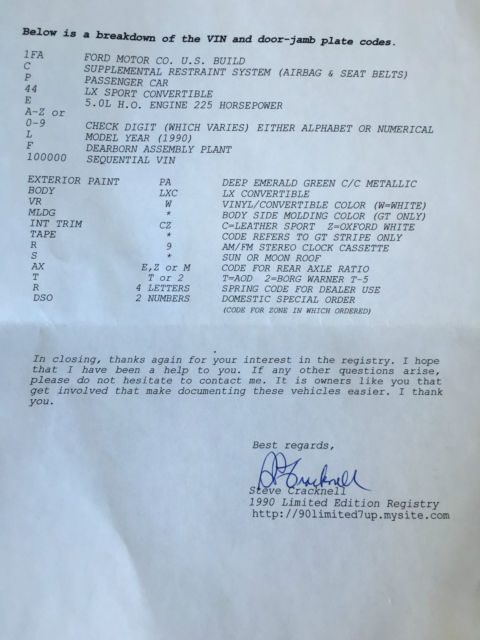 Below is a breakdown of the VIN and door-jamb plate codes.
1FA FORD MOTOR CO. U.S. BUILD
C SUPPLEMENTAL RESTRAINT SYSTEM (AIRBAG & SEAT BELTS)
P PASSENGER CAR
44 LX SPORT CONVERTIBLE
E 5.0L H.O. ENGINE 225 HORSEPOWER
A-Z or
0-9 CHECK DIGIT (WHICH VARIES) EITHER ALPHABET OR NUMERICAL
L MODEL YEAR (1990)
F DEARBORN ASSEMBLY PLANT
100000 SEQUENTIAL VIN
EXTERIOR PAINT PA DEEP EMERALD GREEN C/C METALLIC
BODY LXC LX CONVERTIBLE
VR W VINYL/CONVERTIBLE COLOR (W=WHITE)
MLDG * BODY SIDE MOLDING COLOR (GT ONLY)
INT TRIM CZ C=LEATHER SPORT Z=OXFORD WHITE
TAPE * CODE REFERS TO GT STRIPE ONLY
R 9 AM/FM STEREO CLOCK CASSETTE
S * SUN OR MOON ROOF
AX E,Z or M CODE FOR REAR AXLE RATIO
T T or 2 T=AOD 2=BORG WARNER T-5
R 4 LETTERS SPRING CODE FOR DEALER USE
DSO 2 NUMBERS DOMESTIC SPECIAL ORDER
(CODE FOR ZONE IN WHICH ORDERED)
In closing, thanks again for your interest in the registry. I hope
that I have been a help to you. If any other questions arise,
please do not hesitate to contact me. It is owners like you that
get involved that make documenting these vehicles easier. I thank
you.
Best regards,
Steve Cracknell
1990 Limited Edition Registry
http://90limited7up.mysite.com